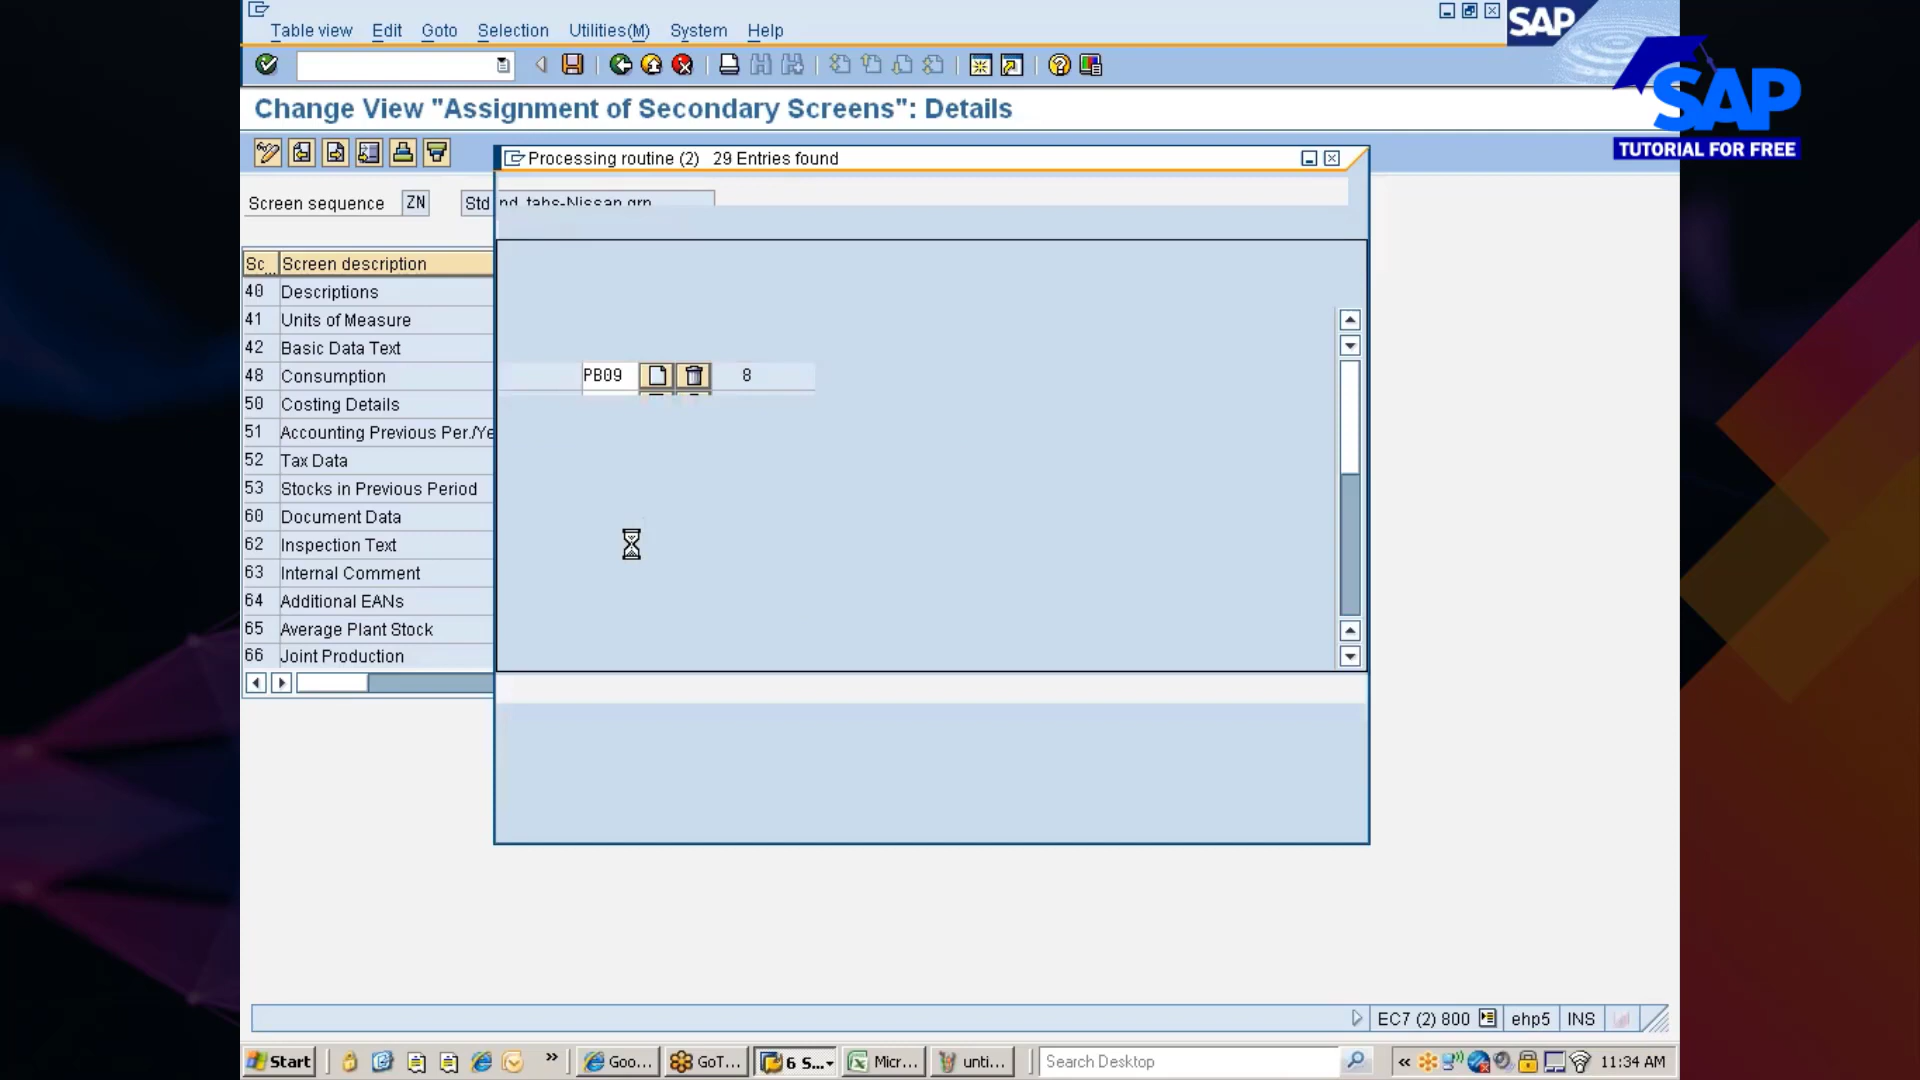 Table view Edit Goto Selection Utilities(M) System Help
SAP
SAP
TUTORIAL FOR FREE
Change View "Assignment of Secondary Screens": Details
Processing routine (2) 29 Entries found
Screen sequence ZN Std ind. tabs-Nissan grp
Sc... Screen description
40 Descriptions
41 Units of Measure
42 Basic Data Text
48 Consumption
PB09 8
50 Costing Details
51 Accounting Previous Per./Ye
52 Tax Data
53 Stocks in Previous Period
60 Document Data
62 Inspection Text
63 Internal Comment
64 Additional EANs
65 Average Plant Stock
66 Joint Production
EC7 (2) 800 ehp5 INS
Start » Goo... GoT... 6 S... Micr... unti... Search Desktop « 11:34 AM